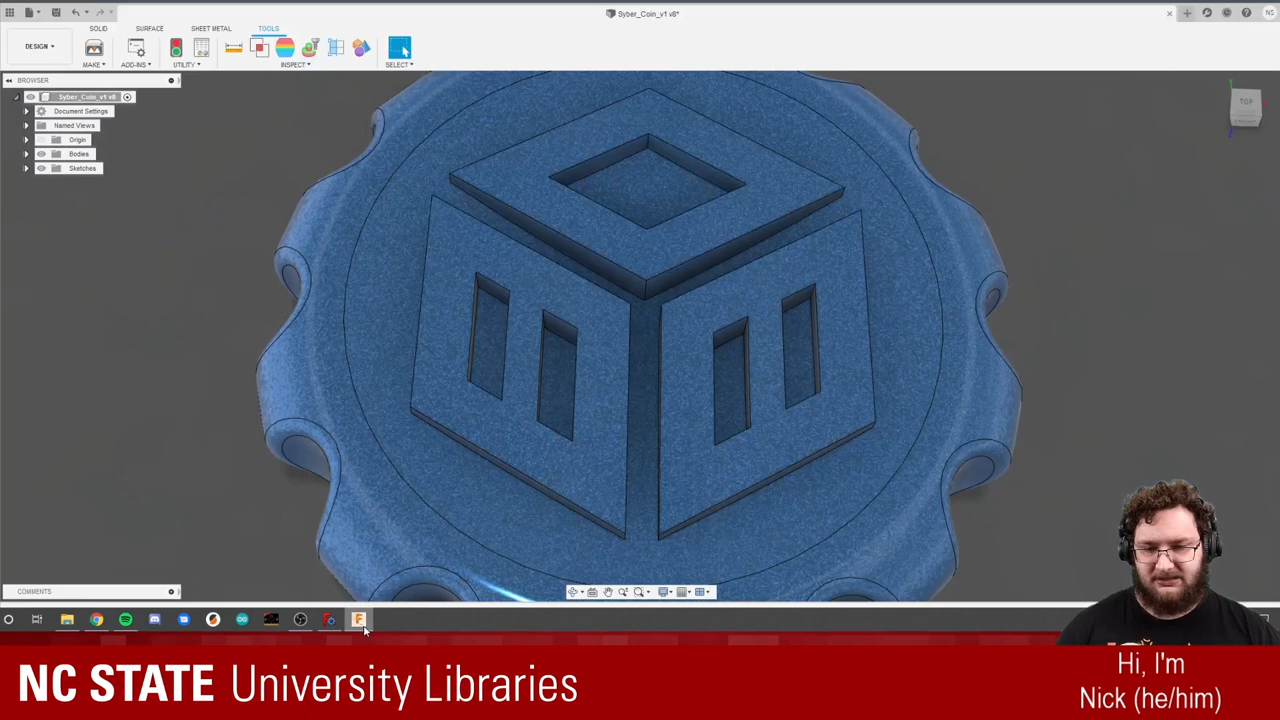 Syber_Coin_v1 v8*
NS
SOLID
SURFACE
SHEET METAL
TOOLS
DESIGN
MAKE
ADD-INS
UTILITY
INSPECT
SELECT
BROWSER
Syber_Coin_v1 v8
Document Settings
Named Views
Origin
Bodies
Sketches
TOP
COMMENTS
NC STATE University Libraries
Hi, I'm
Nick (he/him)